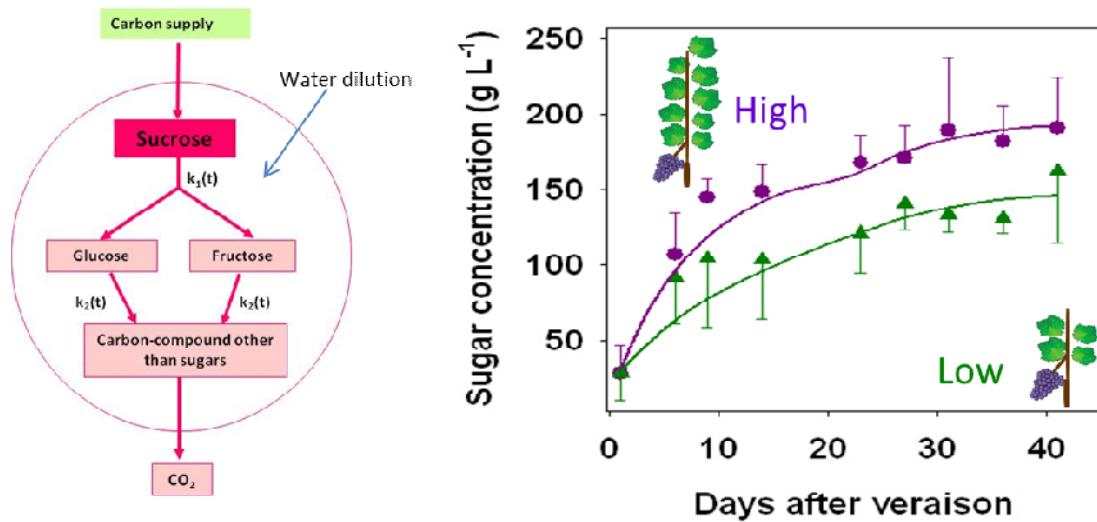 Carbon supply
Water dilution
Sucrose
k₁(t)
Glucose
Fructose
k₂(t)
k₂(t)
Carbon-compound other
than sugars
CO₂
Sugar concentration (g L⁻¹)
250
200
150
100
50
High
Low
0
10
20
30
40
Days after veraison